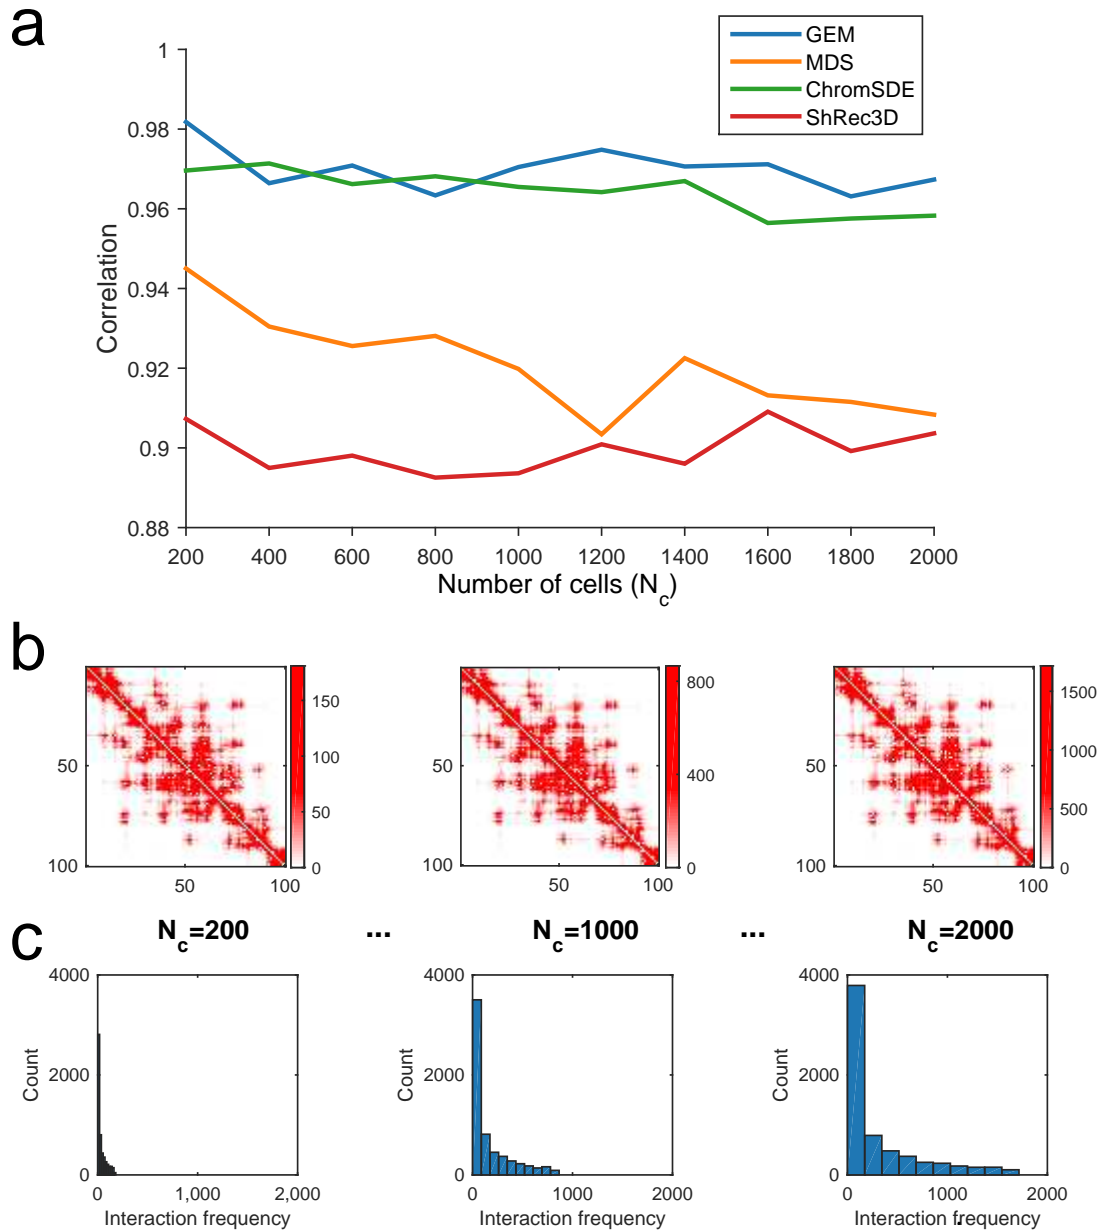 a
GEM
MDS
ChromSDE
ShRec3D
1
0.98
0.96
0.94
0.92
0.9
0.88
Correlation
200 400 600 800 1000 1200 1400 1600 1800 2000
Number of cells (N_c)
b
50
100
50 100
150
100
50
0
50
100
50 100
800
400
0
50
100
50 100
1500
1000
500
0
N_c=200 ... N_c=1000 ... N_c=2000
c
4000
2000
0
Count
0 1,000 2,000
Interaction frequency
4000
2000
0
Count
0 1000 2000
Interaction frequency
4000
2000
0
Count
0 1000 2000
Interaction frequency